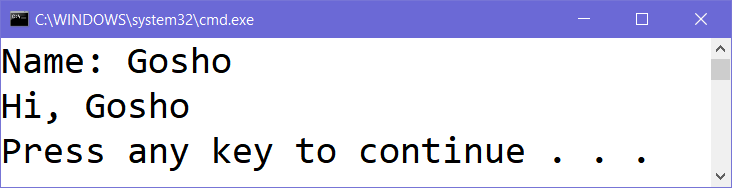 C:\WINDOWS\system32\cmd.exe
Name: Gosho
Hi, Gosho
Press any key to continue . . .